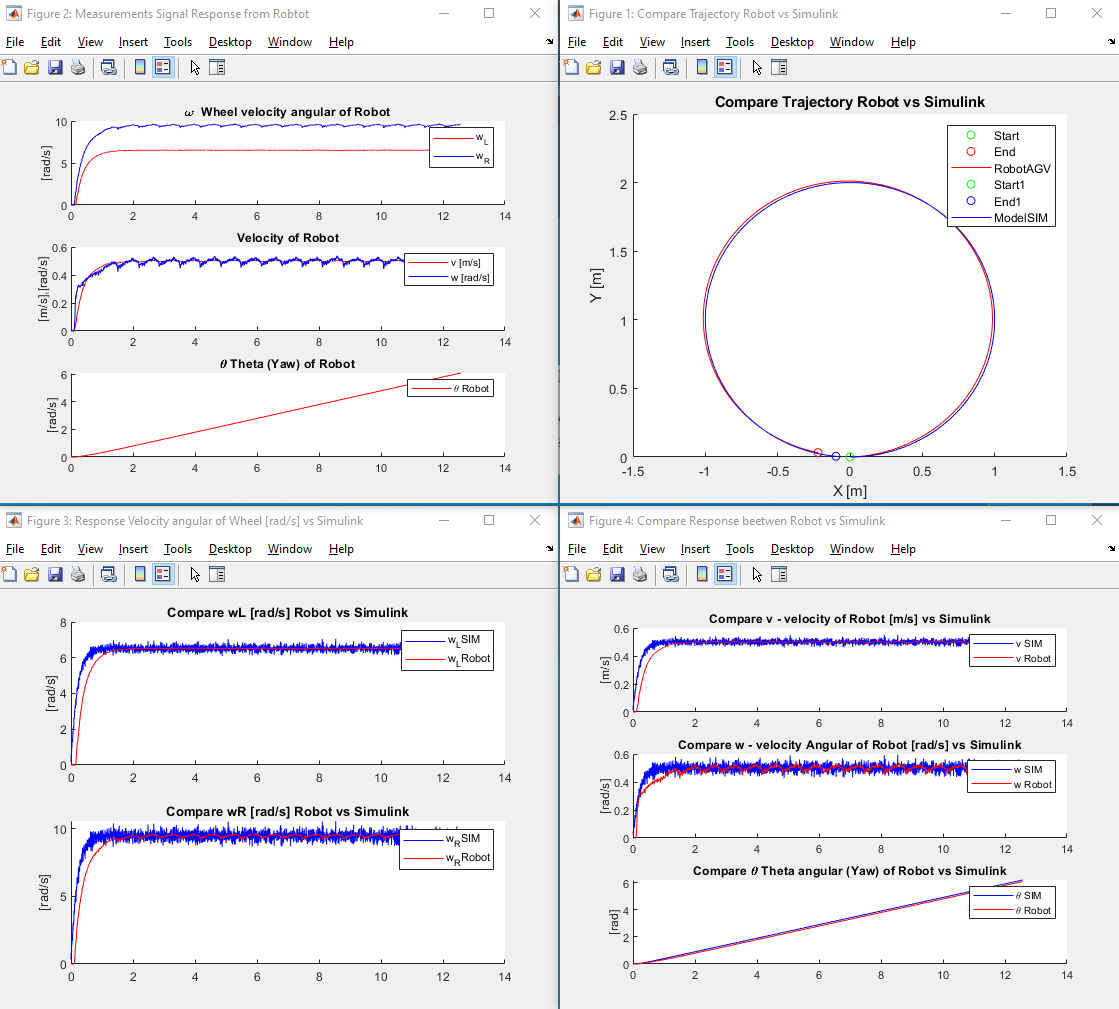 Figure 2: Measurements Signal Response from Robtot
File Edit View Insert Tools Desktop Window Help
ω: Wheel velocity angular of Robot
[rad/s]
10
5
0
0 2 4 6 8 10 12 14
w_L
w_R
Velocity of Robot
[m/s],[rad/s]
0.6
0.4
0.2
0
0 2 4 6 8 10 12 14
v [m/s]
w [rad/s]
θ Theta (Yaw) of Robot
[rad/s]
6
4
2
0
0 2 4 6 8 10 12 14
θ Robot
Figure 1: Compare Trajectory Robot vs Simulink
File Edit View Insert Tools Desktop Window Help
Compare Trajectory Robot vs Simulink
Y [m]
2.5
2
1.5
1
0.5
0
-1.5 -1 -0.5 0 0.5 1 1.5
X [m]
Start
End
RobotAGV
Start1
End1
ModelSIM
Figure 3: Response Velocity angular of Wheel [rad/s] vs Simulink
File Edit View Insert Tools Desktop Window Help
Compare wL [rad/s] Robot vs Simulink
[rad/s]
8
6
4
2
0
0 2 4 6 8 10 12 14
w_L SIM
w_L Robot
Compare wR [rad/s] Robot vs Simulink
[rad/s]
10
5
0
0 2 4 6 8 10 12 14
w_R SIM
w_R Robot
Figure 4: Compare Response beetwen Robot vs Simulink
File Edit View Insert Tools Desktop Window Help
Compare v - velocity of Robot [m/s] vs Simulink
[m/s]
0.6
0.4
0.2
0
0 2 4 6 8 10 12 14
v SIM
v Robot
Compare w - velocity Angular of Robot [rad/s] vs Simulink
[rad/s]
0.6
0.4
0.2
0
0 2 4 6 8 10 12 14
w SIM
w Robot
Compare θ Theta angular (Yaw) of Robot vs Simulink
[rad]
6
4
2
0
0 2 4 6 8 10 12 14
θ SIM
θ Robot